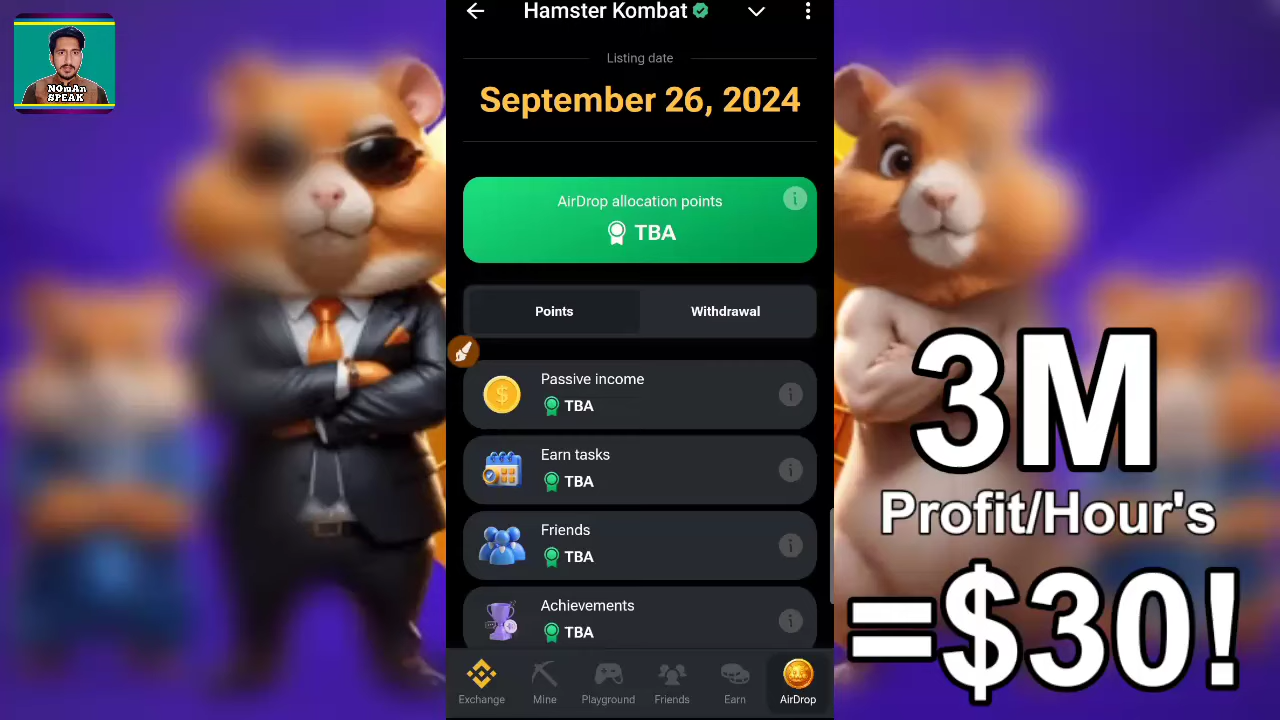 NOmAn
SPEAK
Hamster Kombat
Listing date
September 26, 2024
AirDrop allocation points
TBA
Points
Withdrawal
Passive income
TBA
Earn tasks
TBA
Friends
TBA
Achievements
TBA
Exchange
Mine
Playground
Friends
Earn
AirDrop
3M
Profit/Hour's
=$30!